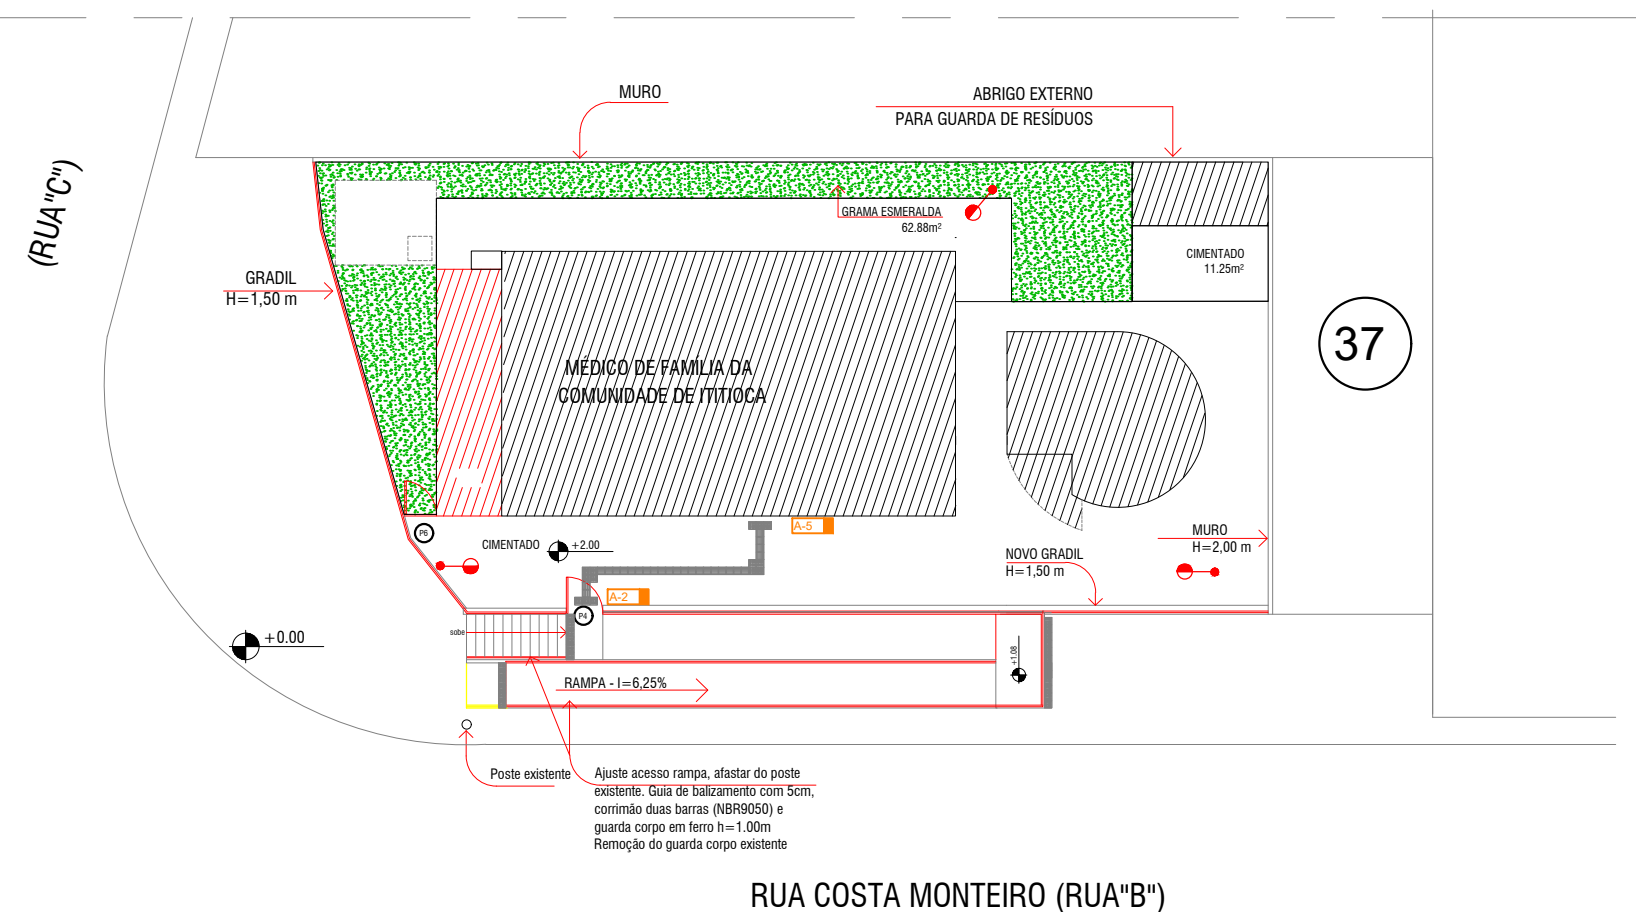 MURO
ABRIGO EXTERNO
PARA GUARDA DE RESÍDUOS
(RUA"C")
GRAMA ESMERALDA
62.88m²
CIMENTADO
11.25m²
GRADIL
H=1,50 m
37
MÉDICO DE FAMÍLIA DA
COMUNIDADE DE ITITIOCA
A-5
P6
CIMENTADO
+2.00
MURO
H=2,00 m
NOVO GRADIL
H=1,50 m
A-2
P4
sobe
+0.00
+1.08
RAMPA - I=6,25%
Poste existente
Ajuste acesso rampa, afastar do poste
existente. Guia de balizamento com 5cm,
corrimão duas barras (NBR9050) e
guarda corpo em ferro h=1.00m
Remoção do guarda corpo existente
RUA COSTA MONTEIRO (RUA"B")